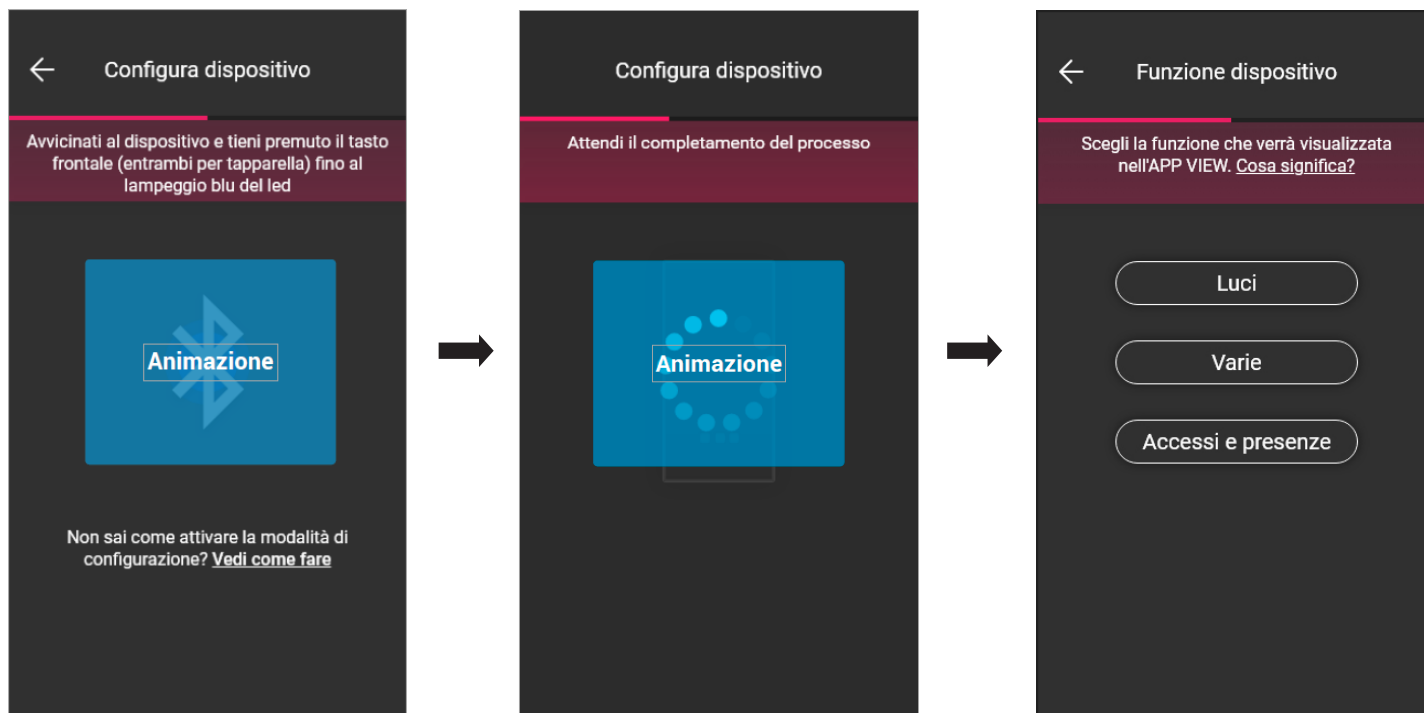 Configura dispositivo
Avvicinati al dispositivo e tieni premuto il tasto
frontale (entrambi per tapparella) fino al
lampeggio blu del led
Animazione
Non sai come attivare la modalità di
configurazione? Vedi come fare
Configura dispositivo
Attendi il completamento del processo
Animazione
Funzione dispositivo
Scegli la funzione che verrà visualizzata
nell'APP VIEW. Cosa significa?
Luci
Varie
Accessi e presenze